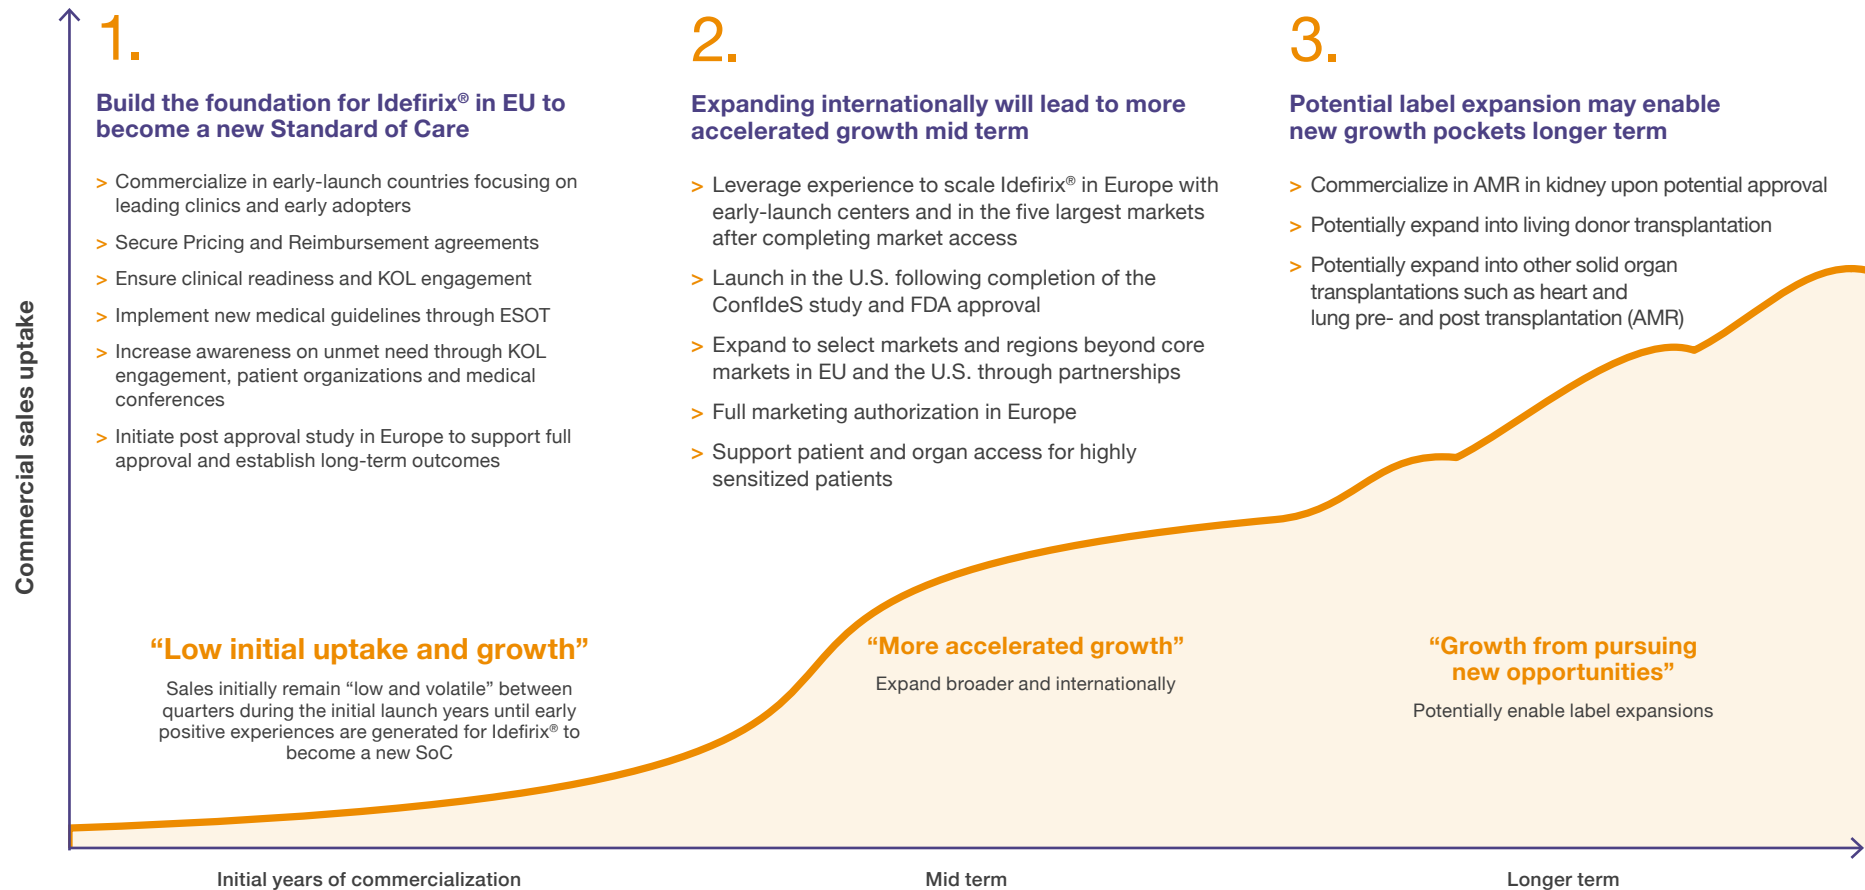 1.
Build the foundation for Idefirix® in EU to
become a new Standard of Care
> Commercialize in early-launch countries focusing on
leading clinics and early adopters
> Secure Pricing and Reimbursement agreements
> Ensure clinical readiness and KOL engagement
> Implement new medical guidelines through ESOT
> Increase awareness on unmet need through KOL
engagement, patient organizations and medical
conferences
> Initiate post approval study in Europe to support full
approval and establish long-term outcomes
“Low initial uptake and growth”
Sales initially remain “low and volatile” between
quarters during the initial launch years until early
positive experiences are generated for Idefirix® to
become a new SoC
2.
Expanding internationally will lead to more
accelerated growth mid term
> Leverage experience to scale Idefirix® in Europe with
early-launch centers and in the five largest markets
after completing market access
> Launch in the U.S. following completion of the
ConfIdeS study and FDA approval
> Expand to select markets and regions beyond core
markets in EU and the U.S. through partnerships
> Full marketing authorization in Europe
> Support patient and organ access for highly
sensitized patients
“More accelerated growth”
Expand broader and internationally
3.
Potential label expansion may enable
new growth pockets longer term
> Commercialize in AMR in kidney upon potential approval
> Potentially expand into living donor transplantation
> Potentially expand into other solid organ
transplantations such as heart and
lung pre- and post transplantation (AMR)
“Growth from pursuing
new opportunities”
Potentially enable label expansions
Commercial sales uptake
Initial years of commercialization
Mid term
Longer term